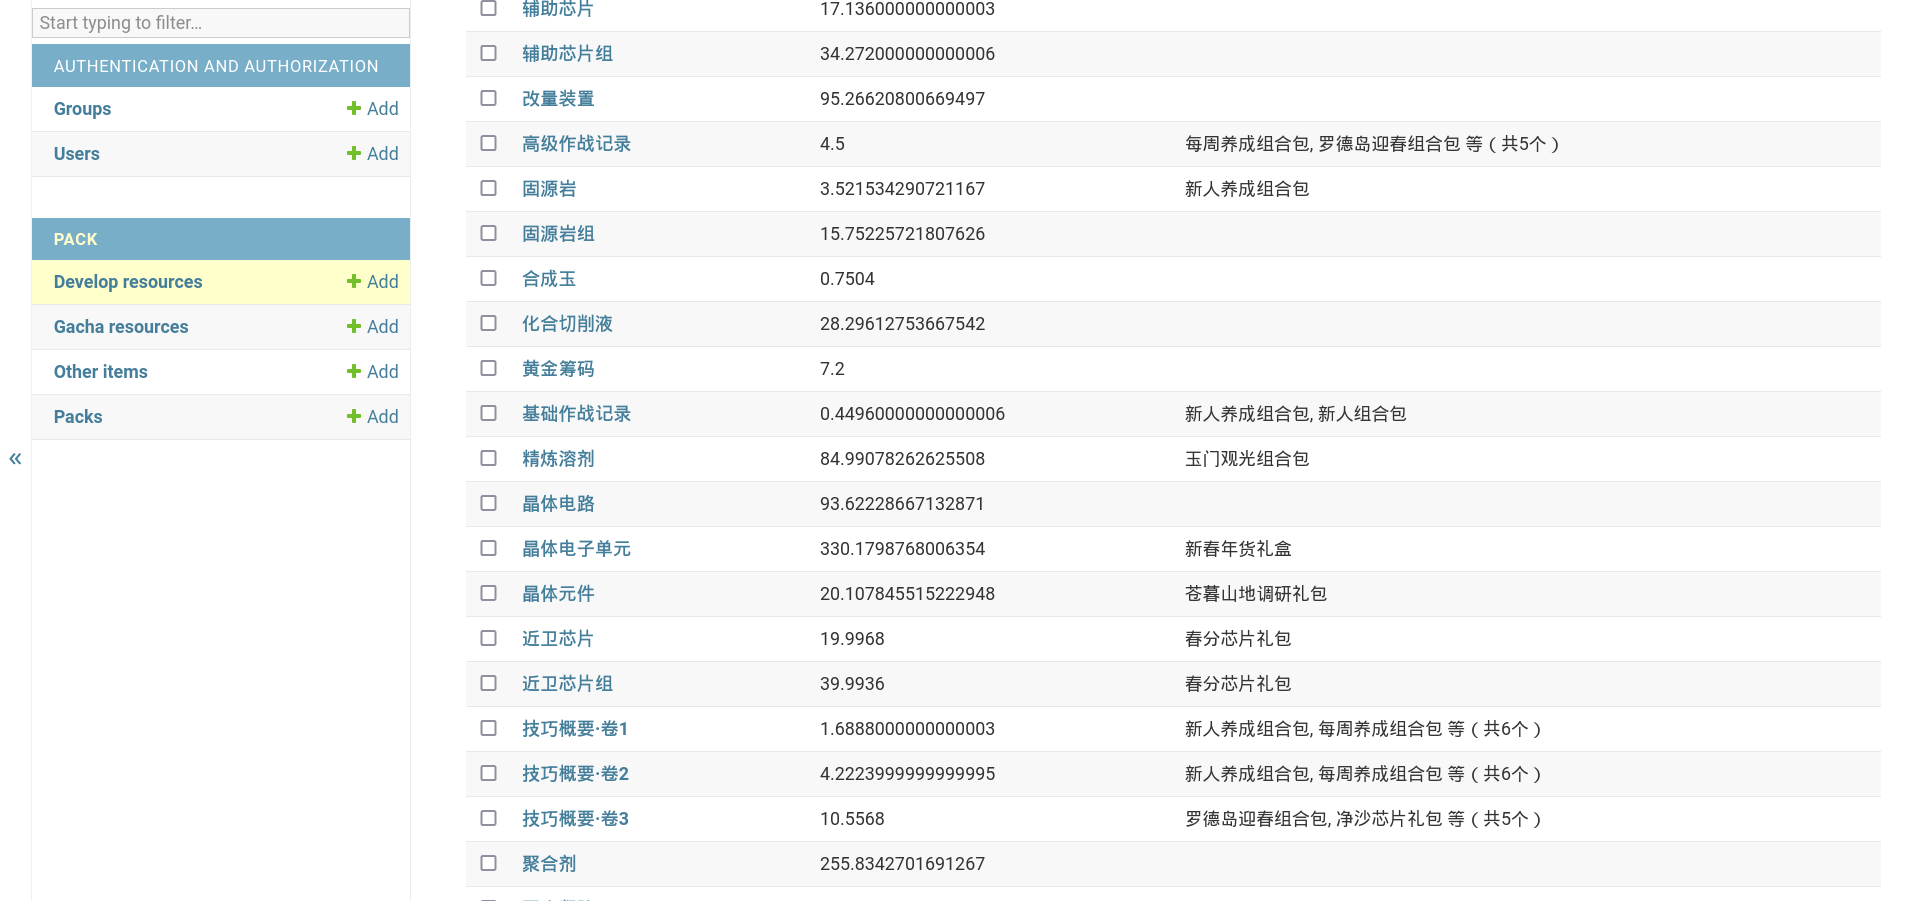 Start typing to filter...
AUTHENTICATION AND AUTHORIZATION
Groups Add
Users Add
PACK
Develop resources Add
Gacha resources Add
Other items Add
Packs Add
«
辅助芯片 17.136000000000003
辅助芯片组 34.272000000000006
改量装置 95.26620800669497
高级作战记录 4.5 每周养成组合包, 罗德岛迎春组合包 等（共5个）
固源岩 3.521534290721167 新人养成组合包
固源岩组 15.75225721807626
合成玉 0.7504
化合切削液 28.29612753667542
黄金筹码 7.2
基础作战记录 0.44960000000000006 新人养成组合包, 新人组合包
精炼溶剂 84.99078262625508 玉门观光组合包
晶体电路 93.62228667132871
晶体电子单元 330.1798768006354 新春年货礼盒
晶体元件 20.107845515222948 苍暮山地调研礼包
近卫芯片 19.9968 春分芯片礼包
近卫芯片组 39.9936 春分芯片礼包
技巧概要·卷1 1.6888000000000003 新人养成组合包, 每周养成组合包 等（共6个）
技巧概要·卷2 4.2223999999999995 新人养成组合包, 每周养成组合包 等（共6个）
技巧概要·卷3 10.5568 罗德岛迎春组合包, 净沙芯片礼包 等（共5个）
聚合剂 255.8342701691267